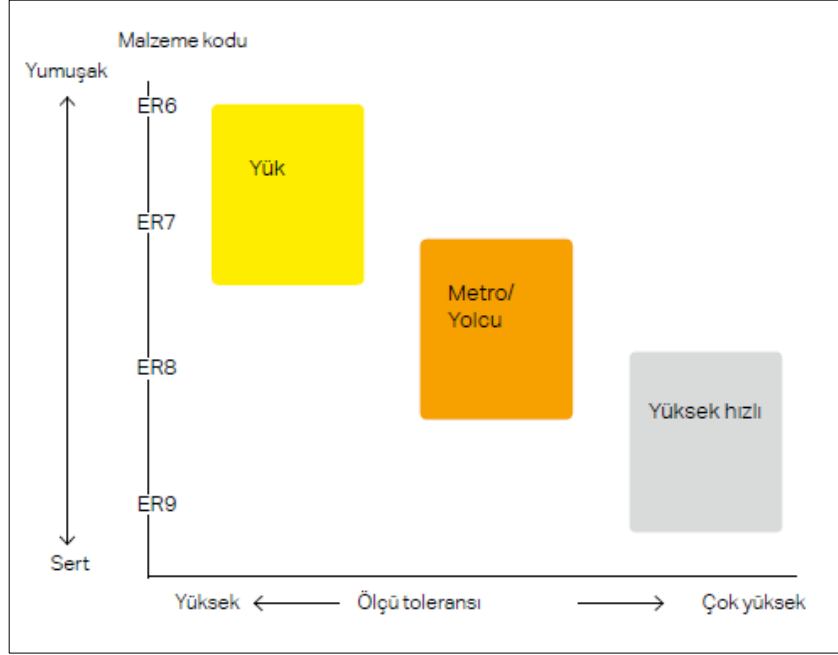 Malzeme kodu
Yumuşak
ER6
Yük
ER7
Metro/
Yolcu
ER8
Yüksek hızlı
ER9
Sert
Yüksek
Ölçü toleransı
Çok yüksek